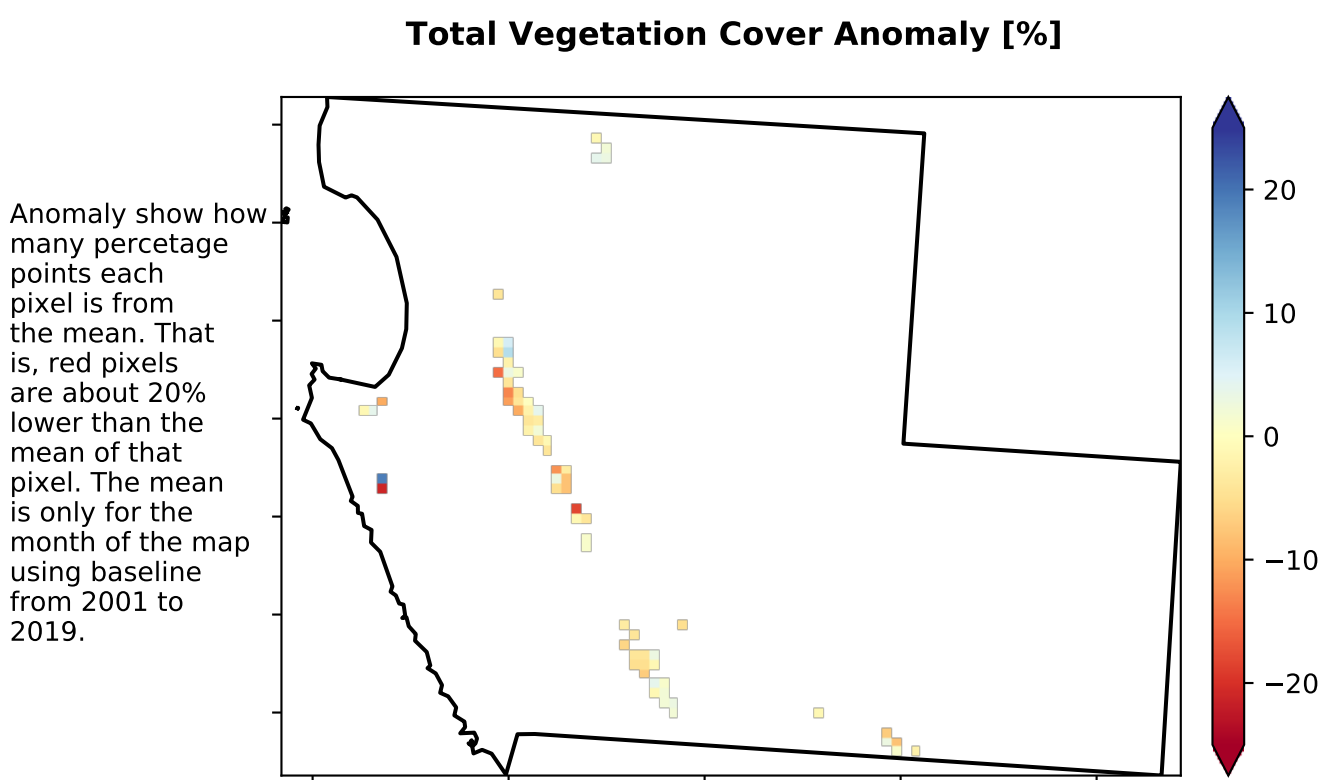 Total Vegetation Cover Anomaly [%]
Anomaly show how
many percetage
points each
pixel is from
the mean. That
is, red pixels
are about 20%
lower than the
mean of that
pixel. The mean
is only for the
month of the map
using baseline
from 2001 to
2019.
20
10
0
−10
−20